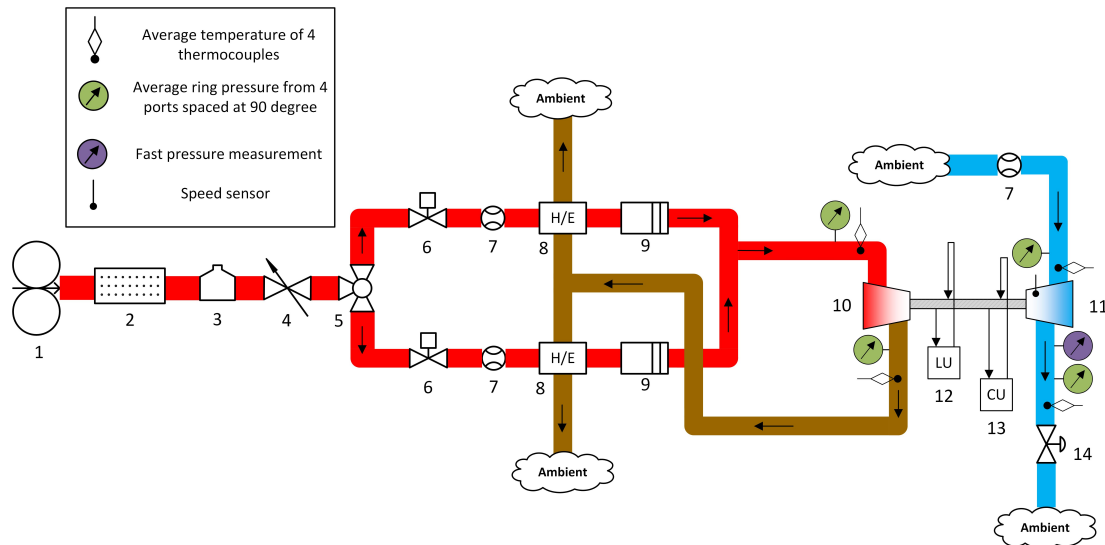 Average temperature of 4
thermocouples
Average ring pressure from 4
ports spaced at 90 degree
Fast pressure measurement
Speed sensor
Ambient
Ambient
7
6
7
H/E
8
9
10
11
1
2
3
4
5
LU
12
CU
13
6
7
H/E
8
9
14
Ambient
Ambient